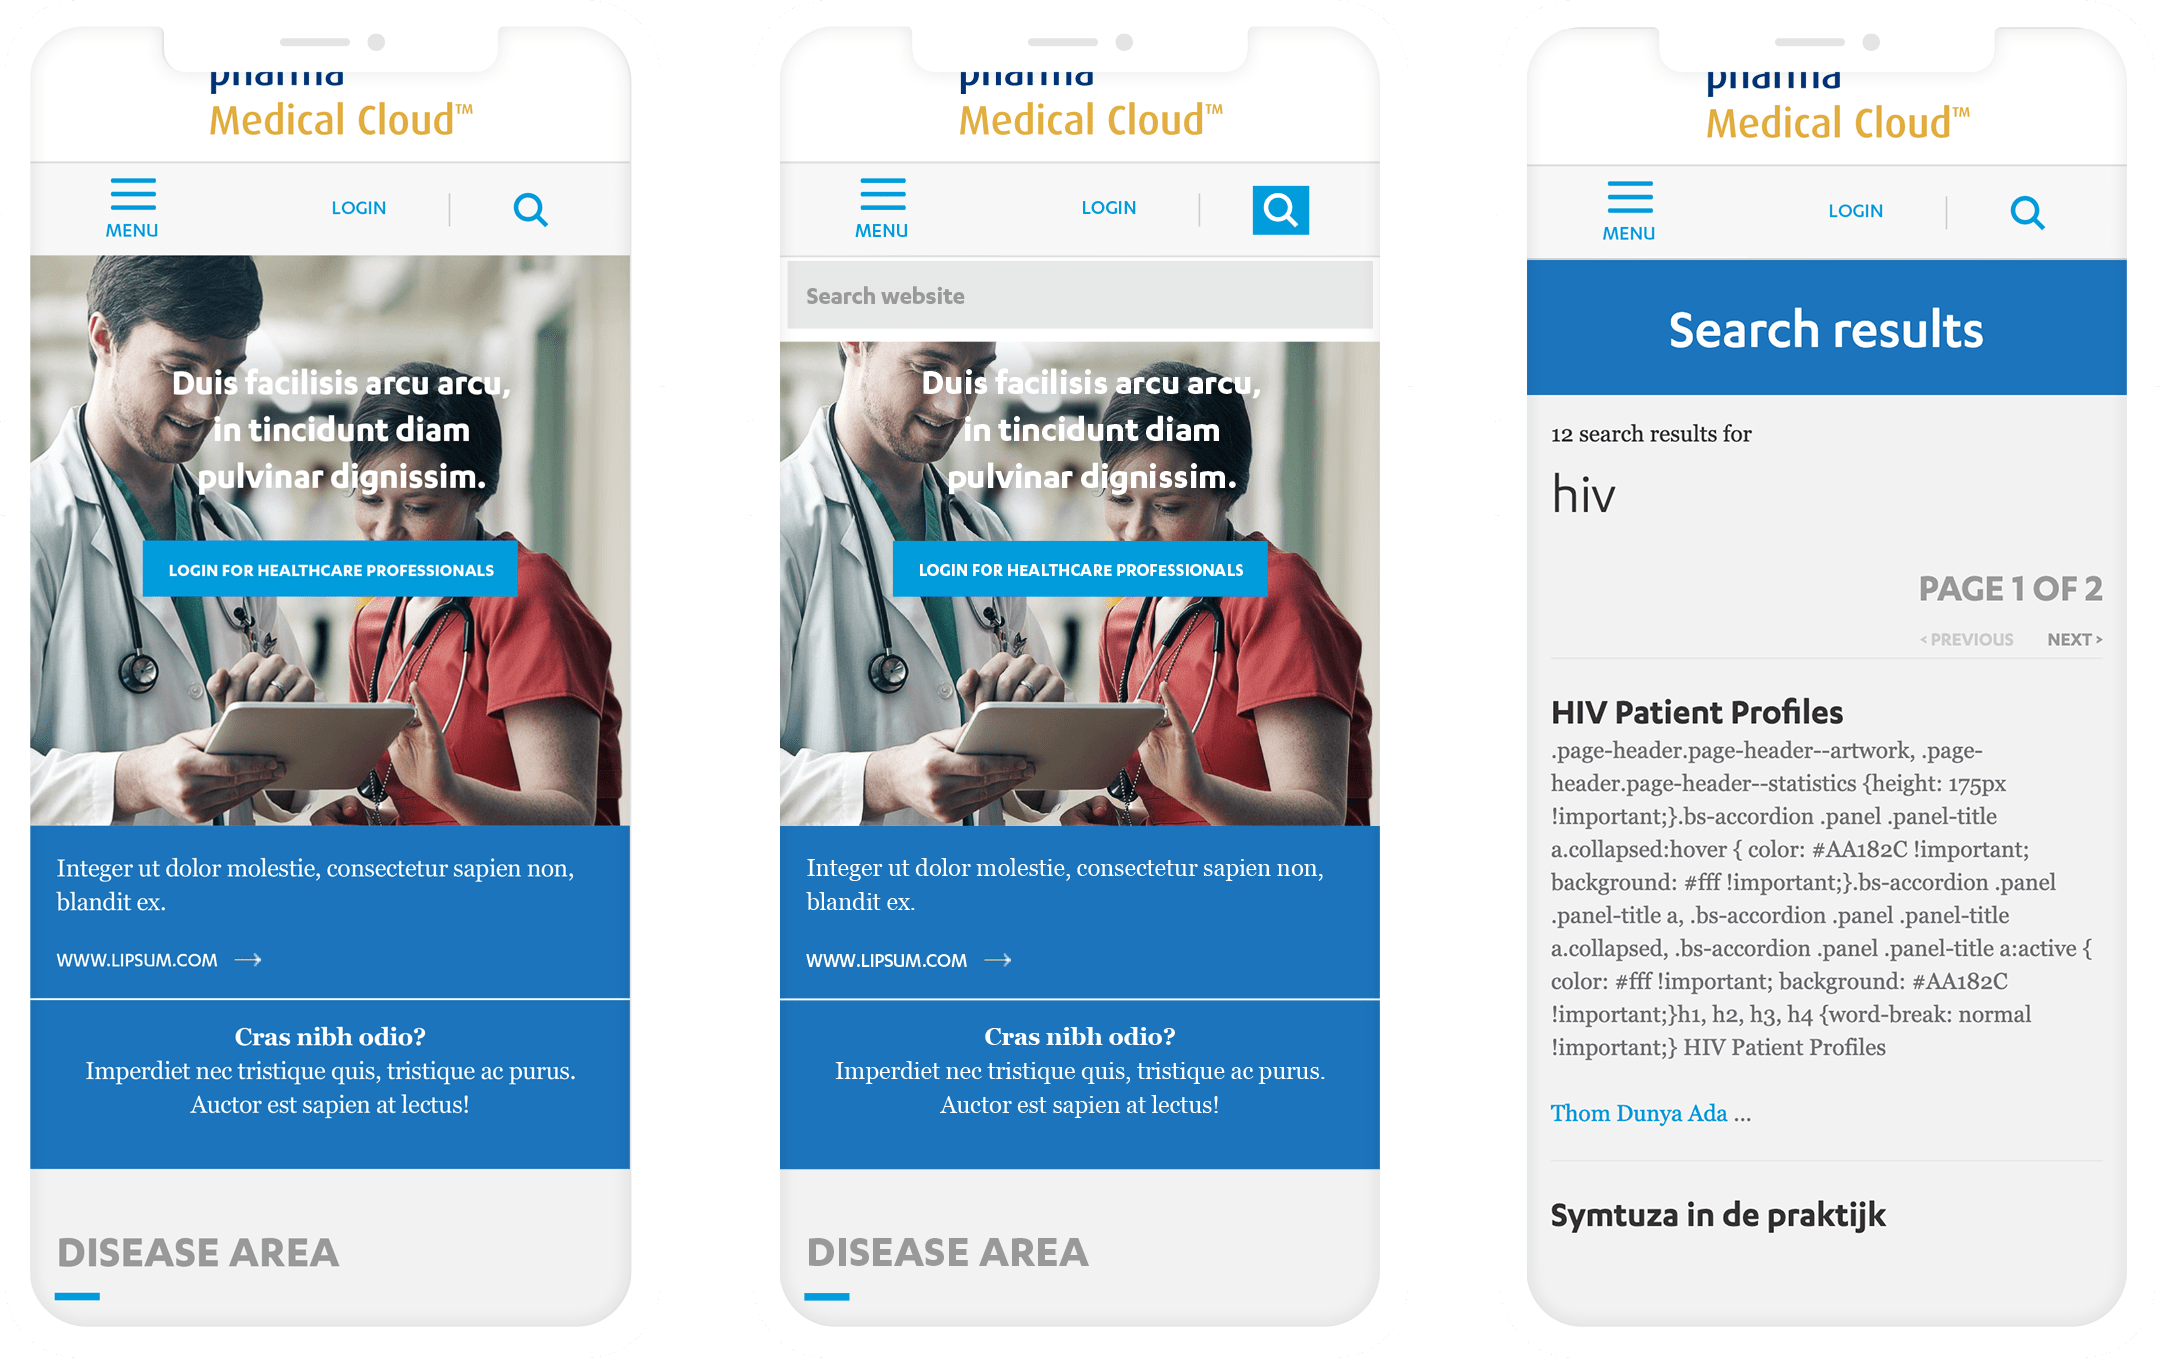 pharma
Medical Cloud™
MENU
LOGIN
Duis facilisis arcu arcu,
in tincidunt diam
pulvinar dignissim.
LOGIN FOR HEALTHCARE PROFESSIONALS
Integer ut dolor molestie, consectetur sapien non,
blandit ex.
WWW.LIPSUM.COM →
Cras nibh odio?
Imperdiet nec tristique quis, tristique ac purus.
Auctor est sapien at lectus!
DISEASE AREA
pharma
Medical Cloud™
MENU
LOGIN
Search website
Duis facilisis arcu arcu,
in tincidunt diam
pulvinar dignissim.
LOGIN FOR HEALTHCARE PROFESSIONALS
Integer ut dolor molestie, consectetur sapien non,
blandit ex.
WWW.LIPSUM.COM →
Cras nibh odio?
Imperdiet nec tristique quis, tristique ac purus.
Auctor est sapien at lectus!
DISEASE AREA
pharma
Medical Cloud™
MENU
LOGIN
Search results
12 search results for
hiv
PAGE 1 OF 2
< PREVIOUS NEXT >
HIV Patient Profiles
.page-header.page-header--artwork, .page-
header.page-header--statistics {height: 175px
!important;}.bs-accordion .panel .panel-title
a.collapsed:hover { color: #AA182C !important;
background: #fff !important;}.bs-accordion .panel
.panel-title a, .bs-accordion .panel .panel-title
a.collapsed, .bs-accordion .panel .panel-title a:active {
color: #fff !important; background: #AA182C
!important;}h1, h2, h3, h4 {word-break: normal
!important;} HIV Patient Profiles
Thom Dunya Ada ...
Symtuza in de praktijk